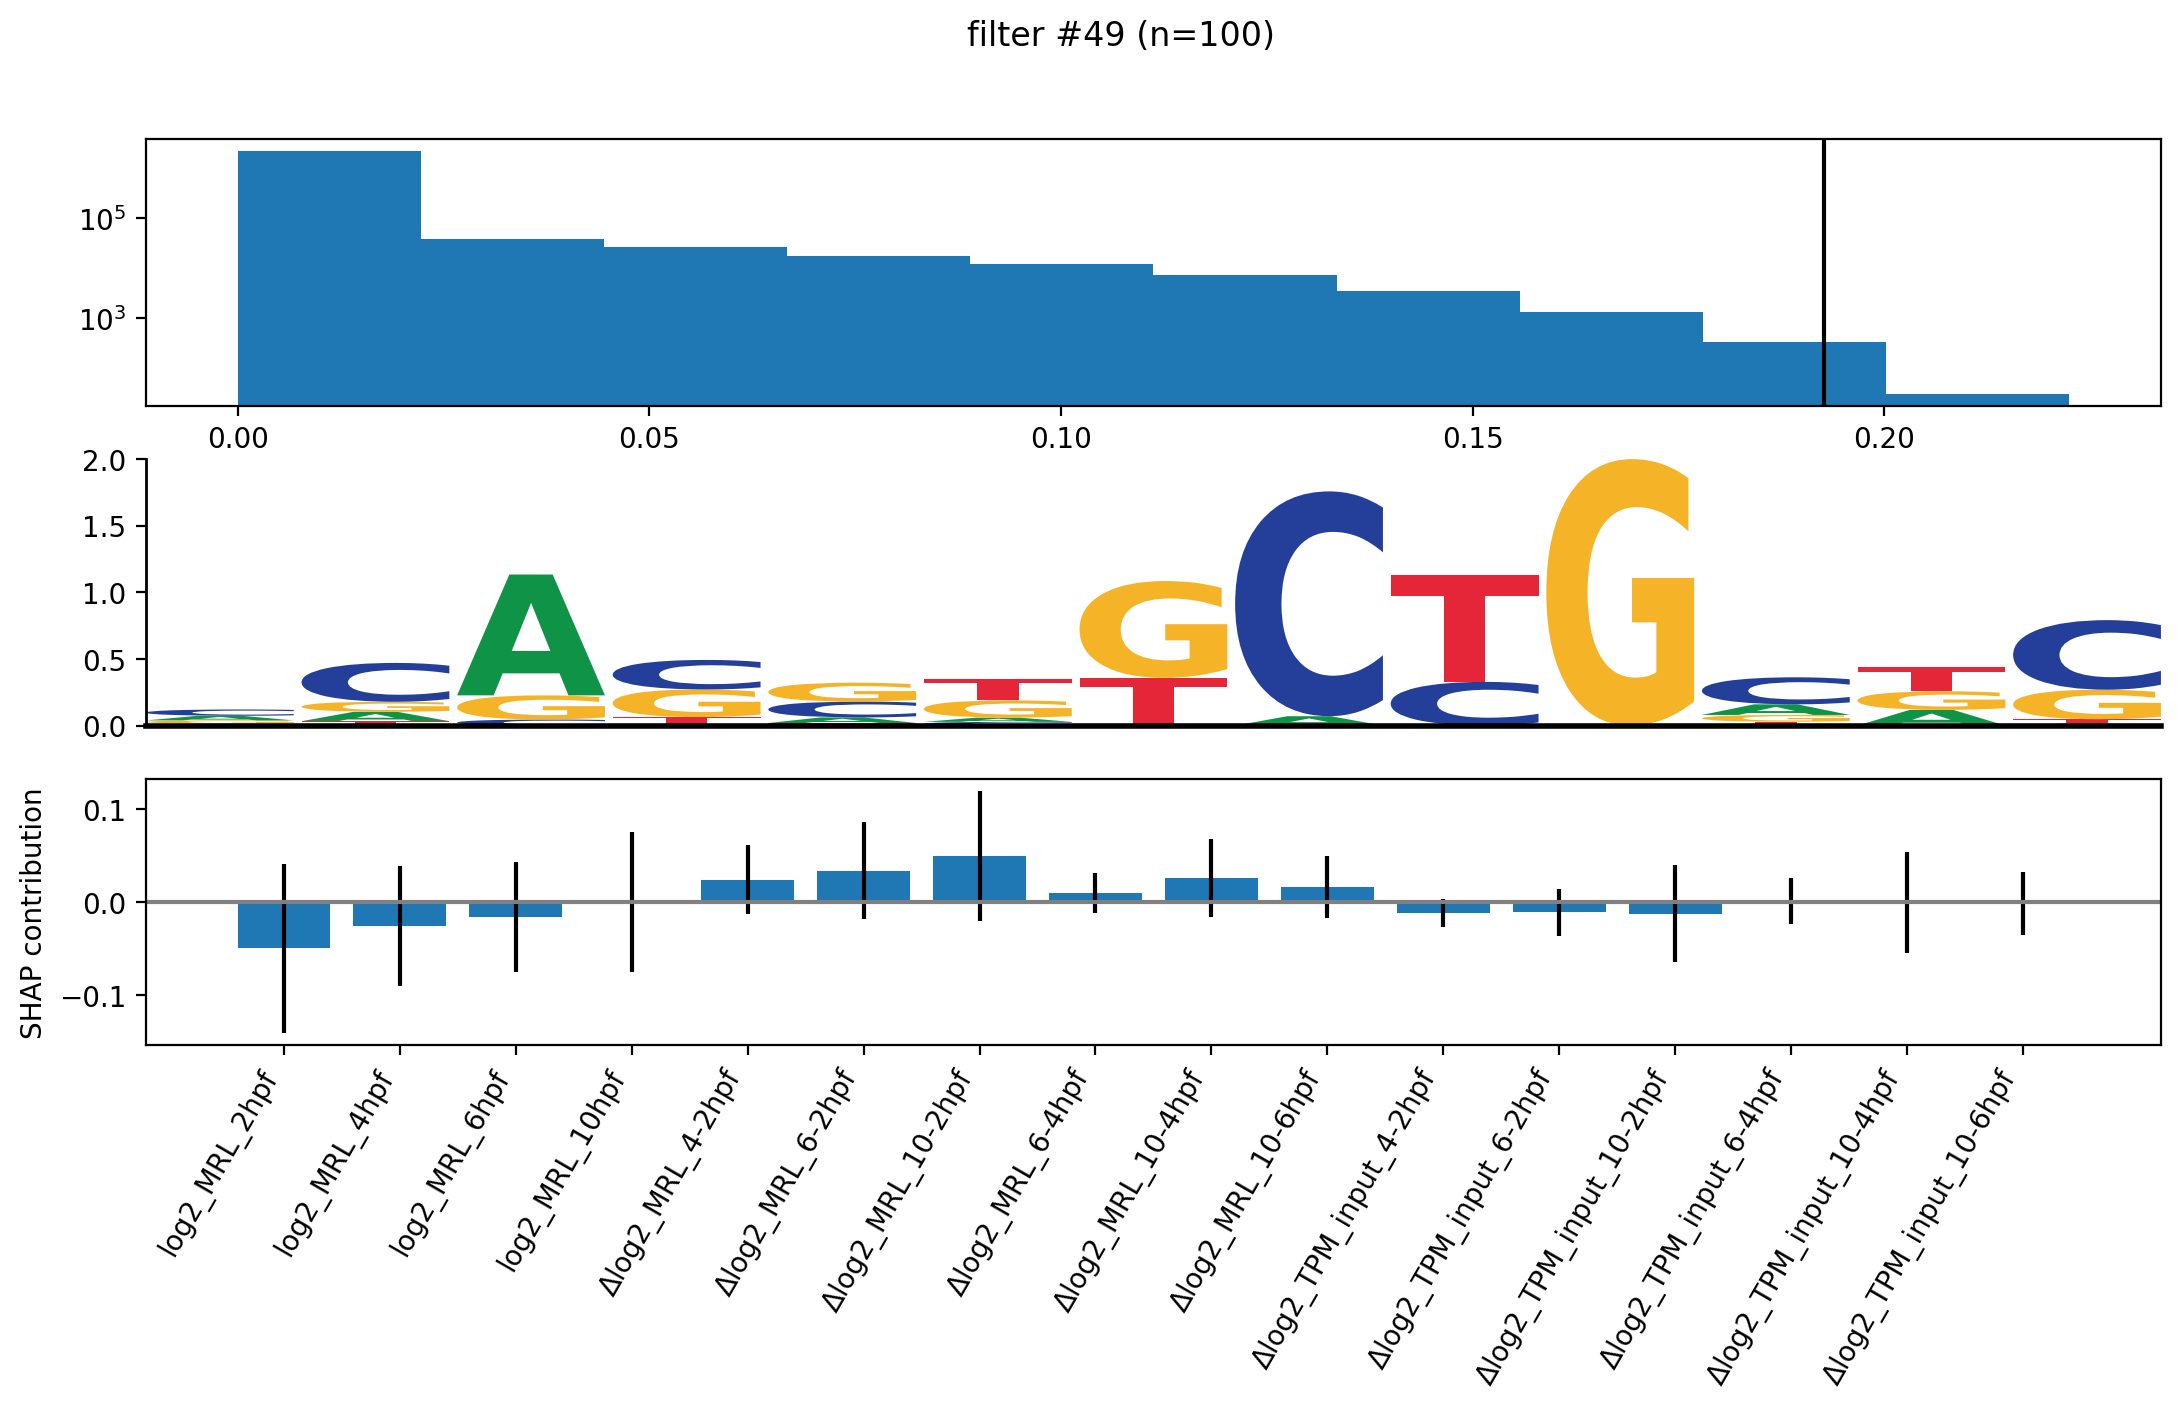 filter #49 (n=100)
10^5
10^3
0.00 0.05 0.10 0.15 0.20
2.0
1.5
1.0
0.5
0.0
SHAP contribution
0.1
0.0
−0.1
log2_MRL_2hpf
log2_MRL_4hpf
log2_MRL_6hpf
log2_MRL_10hpf
Δlog2_MRL_4-2hpf
Δlog2_MRL_6-2hpf
Δlog2_MRL_10-2hpf
Δlog2_MRL_6-4hpf
Δlog2_MRL_10-4hpf
Δlog2_MRL_10-6hpf
Δlog2_TPM_input_4-2hpf
Δlog2_TPM_input_6-2hpf
Δlog2_TPM_input_10-2hpf
Δlog2_TPM_input_6-4hpf
Δlog2_TPM_input_10-4hpf
Δlog2_TPM_input_10-6hpf